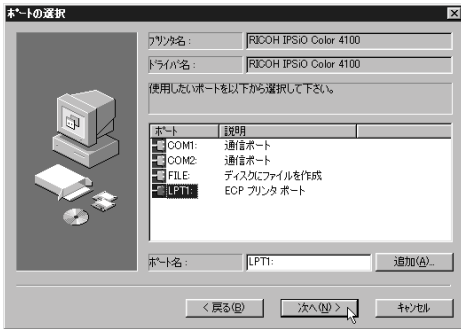 ポートの選択
プリンタ名：
RICOH IPSiO Color 4100
ドライバ名：
RICOH IPSiO Color 4100
使用したいポートを以下から選択して下さい。
ポート 説明
COM1: 通信ポート
COM2: 通信ポート
FILE: ディスクにファイルを作成
LPT1: ECP プリンタ ポート
ポート名： LPT1: 追加(A)...
< 戻る(B) 次へ(N) > キャンセル